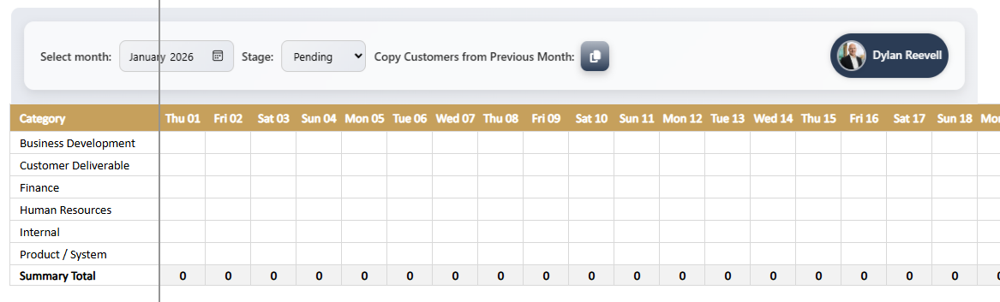 Select month: January 2026 Stage: Pending Copy Customers from Previous Month: Dylan Reevell
Category Thu 01 Fri 02 Sat 03 Sun 04 Mon 05 Tue 06 Wed 07 Thu 08 Fri 09 Sat 10 Sun 11 Mon 12 Tue 13 Wed 14 Thu 15 Fri 16 Sat 17 Sun 18
Business Development
Customer Deliverable
Finance
Human Resources
Internal
Product / System
Summary Total 0 0 0 0 0 0 0 0 0 0 0 0 0 0 0 0 0 0